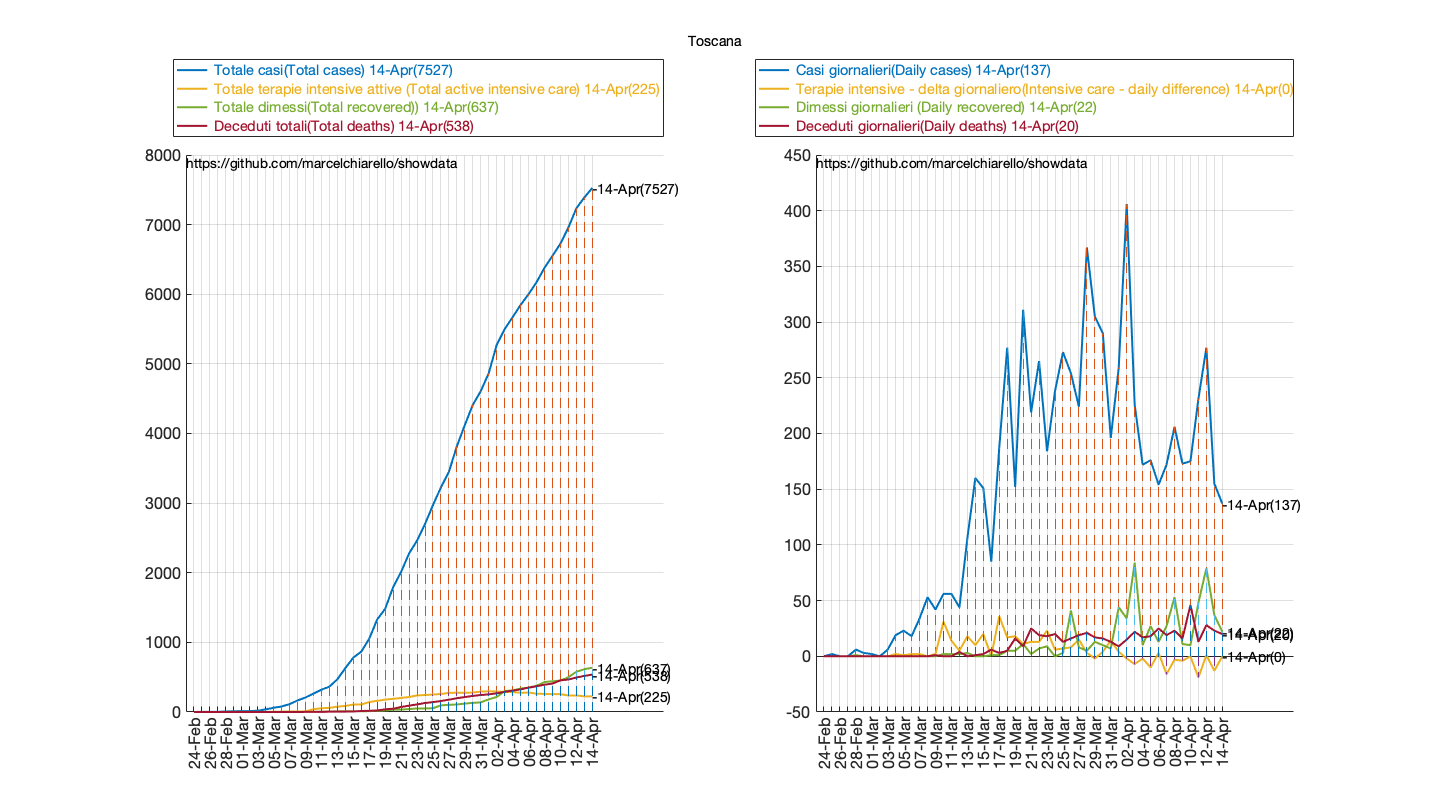 Toscana
Totale casi(Total cases) 14-Apr(7527)
Totale terapie intensive attive (Total active intensive care) 14-Apr(225)
Totale dimessi(Total recovered)) 14-Apr(637)
Deceduti totali(Total deaths) 14-Apr(538)
8000
https://github.com/marcelchiarello/showdata
7000
6000
5000
4000
3000
2000
1000
0
14-Apr(7527)
14-Apr(637)
14-Apr(538)
14-Apr(225)
24-Feb
26-Feb
28-Feb
01-Mar
03-Mar
05-Mar
07-Mar
09-Mar
11-Mar
13-Mar
15-Mar
17-Mar
19-Mar
21-Mar
23-Mar
25-Mar
27-Mar
29-Mar
31-Mar
02-Apr
04-Apr
06-Apr
08-Apr
10-Apr
12-Apr
14-Apr
Casi giornalieri(Daily cases) 14-Apr(137)
Terapie intensive - delta giornaliero(Intensive care - daily difference) 14-Apr(0)
Dimessi giornalieri (Daily recovered) 14-Apr(22)
Deceduti giornalieri(Daily deaths) 14-Apr(20)
450
https://github.com/marcelchiarello/showdata
400
350
300
250
200
150
100
50
0
-50
14-Apr(137)
14-Apr(22)
14-Apr(20)
14-Apr(0)
24-Feb
26-Feb
28-Feb
01-Mar
03-Mar
05-Mar
07-Mar
09-Mar
11-Mar
13-Mar
15-Mar
17-Mar
19-Mar
21-Mar
23-Mar
25-Mar
27-Mar
29-Mar
31-Mar
02-Apr
04-Apr
06-Apr
08-Apr
10-Apr
12-Apr
14-Apr